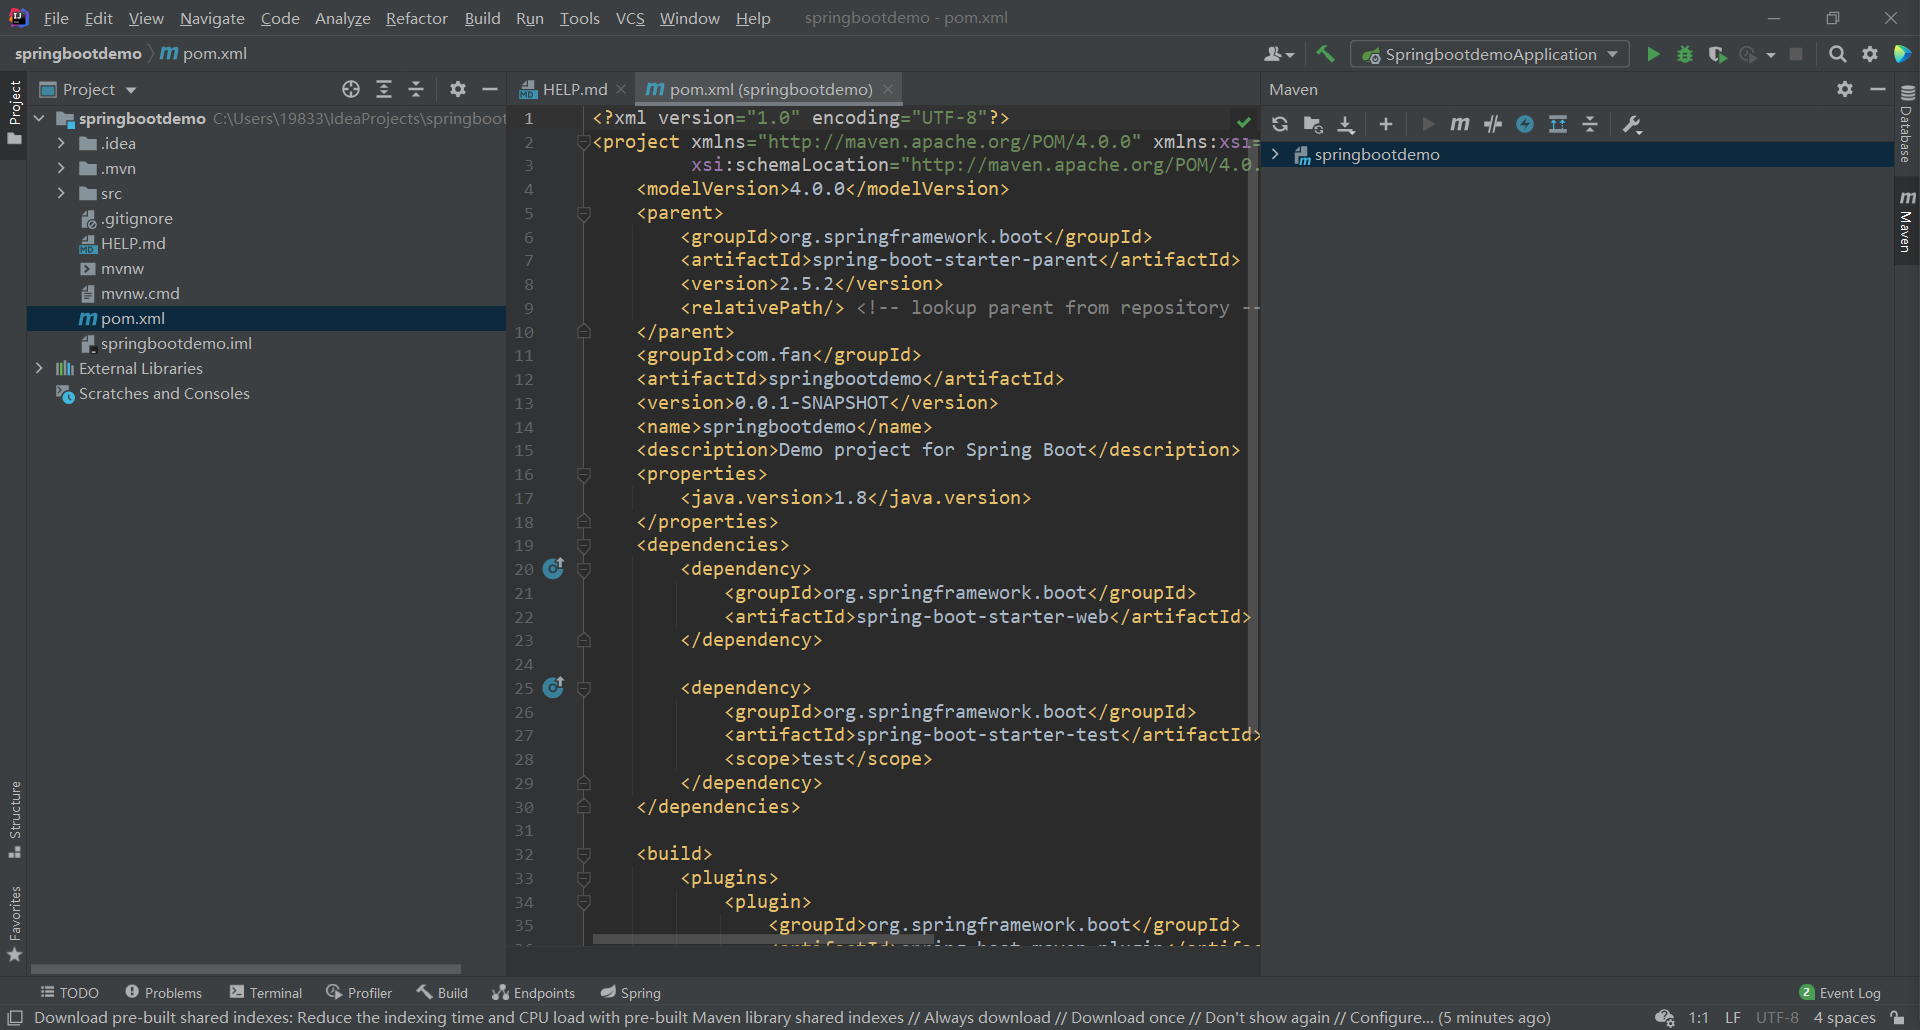 File Edit View Navigate Code Analyze Refactor Build Run Tools VCS Window Help springbootdemo - pom.xml
springbootdemo pom.xml SpringbootdemoApplication
Project HELP.md pom.xml (springbootdemo) Maven
Project
springbootdemo C:\Users\19833\IdeaProjects\springboot
.idea
.mvn
src
.gitignore
HELP.md
mvnw
mvnw.cmd
pom.xml
springbootdemo.iml
External Libraries
Scratches and Consoles
Structure
Favorites
1 <?xml version="1.0" encoding="UTF-8"?>
2 <project xmlns="http://maven.apache.org/POM/4.0.0" xmlns:xsi=
3 xsi:schemaLocation="http://maven.apache.org/POM/4.0.
4 <modelVersion>4.0.0</modelVersion>
5 <parent>
6 <groupId>org.springframework.boot</groupId>
7 <artifactId>spring-boot-starter-parent</artifactId>
8 <version>2.5.2</version>
9 <relativePath/> <!-- lookup parent from repository --
10 </parent>
11 <groupId>com.fan</groupId>
12 <artifactId>springbootdemo</artifactId>
13 <version>0.0.1-SNAPSHOT</version>
14 <name>springbootdemo</name>
15 <description>Demo project for Spring Boot</description>
16 <properties>
17 <java.version>1.8</java.version>
18 </properties>
19 <dependencies>
20 <dependency>
21 <groupId>org.springframework.boot</groupId>
22 <artifactId>spring-boot-starter-web</artifactId>
23 </dependency>
24
25 <dependency>
26 <groupId>org.springframework.boot</groupId>
27 <artifactId>spring-boot-starter-test</artifactId>
28 <scope>test</scope>
29 </dependency>
30 </dependencies>
31
32 <build>
33 <plugins>
34 <plugin>
35 <groupId>org.springframework.boot</groupId>
springbootdemo
Database
Maven
TODO Problems Terminal Profiler Build Endpoints Spring 2 Event Log
Download pre-built shared indexes: Reduce the indexing time and CPU load with pre-built Maven library shared indexes // Always download // Download once // Don't show again // Configure... (5 minutes ago) 1:1 LF UTF-8 4 spaces